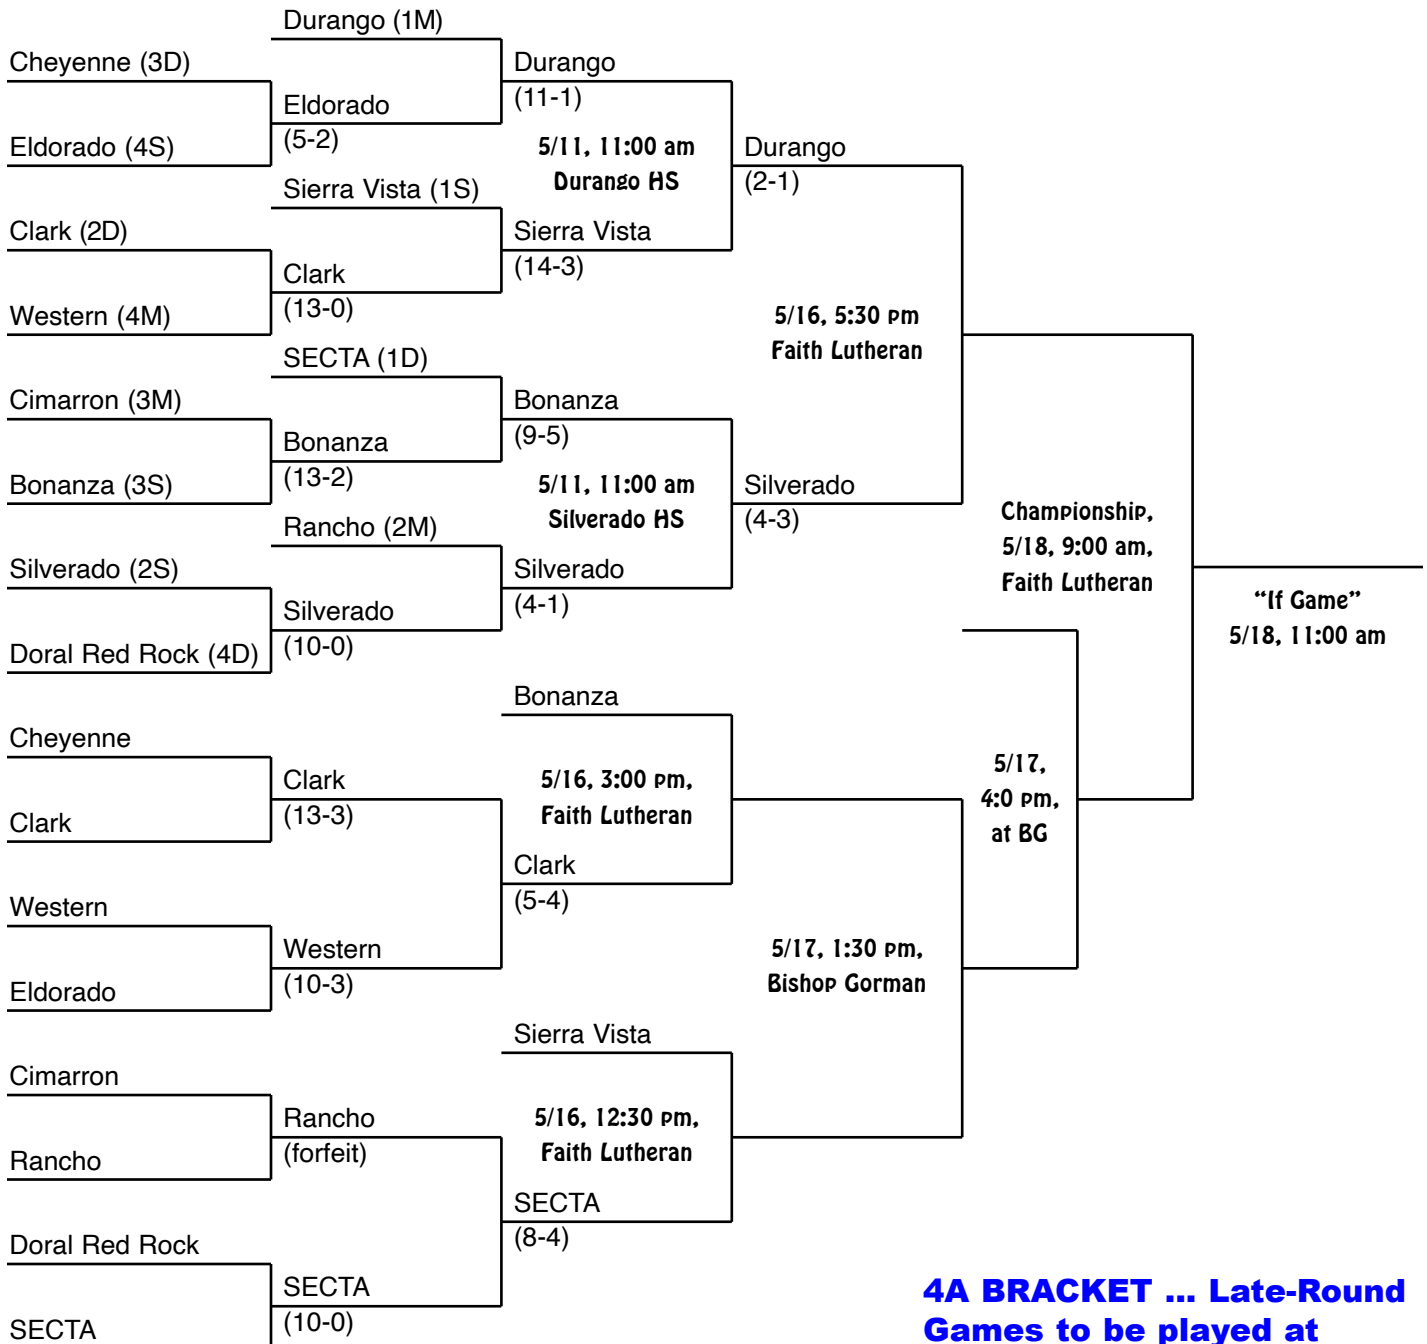 Durango (1M)
Cheyenne (3D)
Durango
(11-1)
Eldorado
(5-2)
Eldorado (4S)
5/11, 11:00 am
Durango HS
Durango
(2-1)
Sierra Vista (1S)
Clark (2D)
Sierra Vista
(14-3)
Clark
(13-0)
Western (4M)
5/16, 5:30 pm
Faith Lutheran
SECTA (1D)
Cimarron (3M)
Bonanza
(9-5)
Bonanza
(13-2)
Bonanza (3S)
5/11, 11:00 am
Silverado HS
Silverado
(4-3)
Rancho (2M)
Silverado (2S)
Silverado
(4-1)
Silverado
(10-0)
Doral Red Rock (4D)
Championship,
5/18, 9:00 am,
Faith Lutheran
“If Game”
5/18, 11:00 am
Bonanza
Cheyenne
Clark
(13-3)
Clark
5/16, 3:00 pm,
Faith Lutheran
5/17,
4:0 pm,
at BG
Clark
(5-4)
Western
Western
(10-3)
Eldorado
5/17, 1:30 pm,
Bishop Gorman
Sierra Vista
Cimarron
Rancho
(forfeit)
Rancho
5/16, 12:30 pm,
Faith Lutheran
SECTA
(8-4)
Doral Red Rock
SECTA
(10-0)
SECTA
4A BRACKET ... Late-Round
Games to be played at